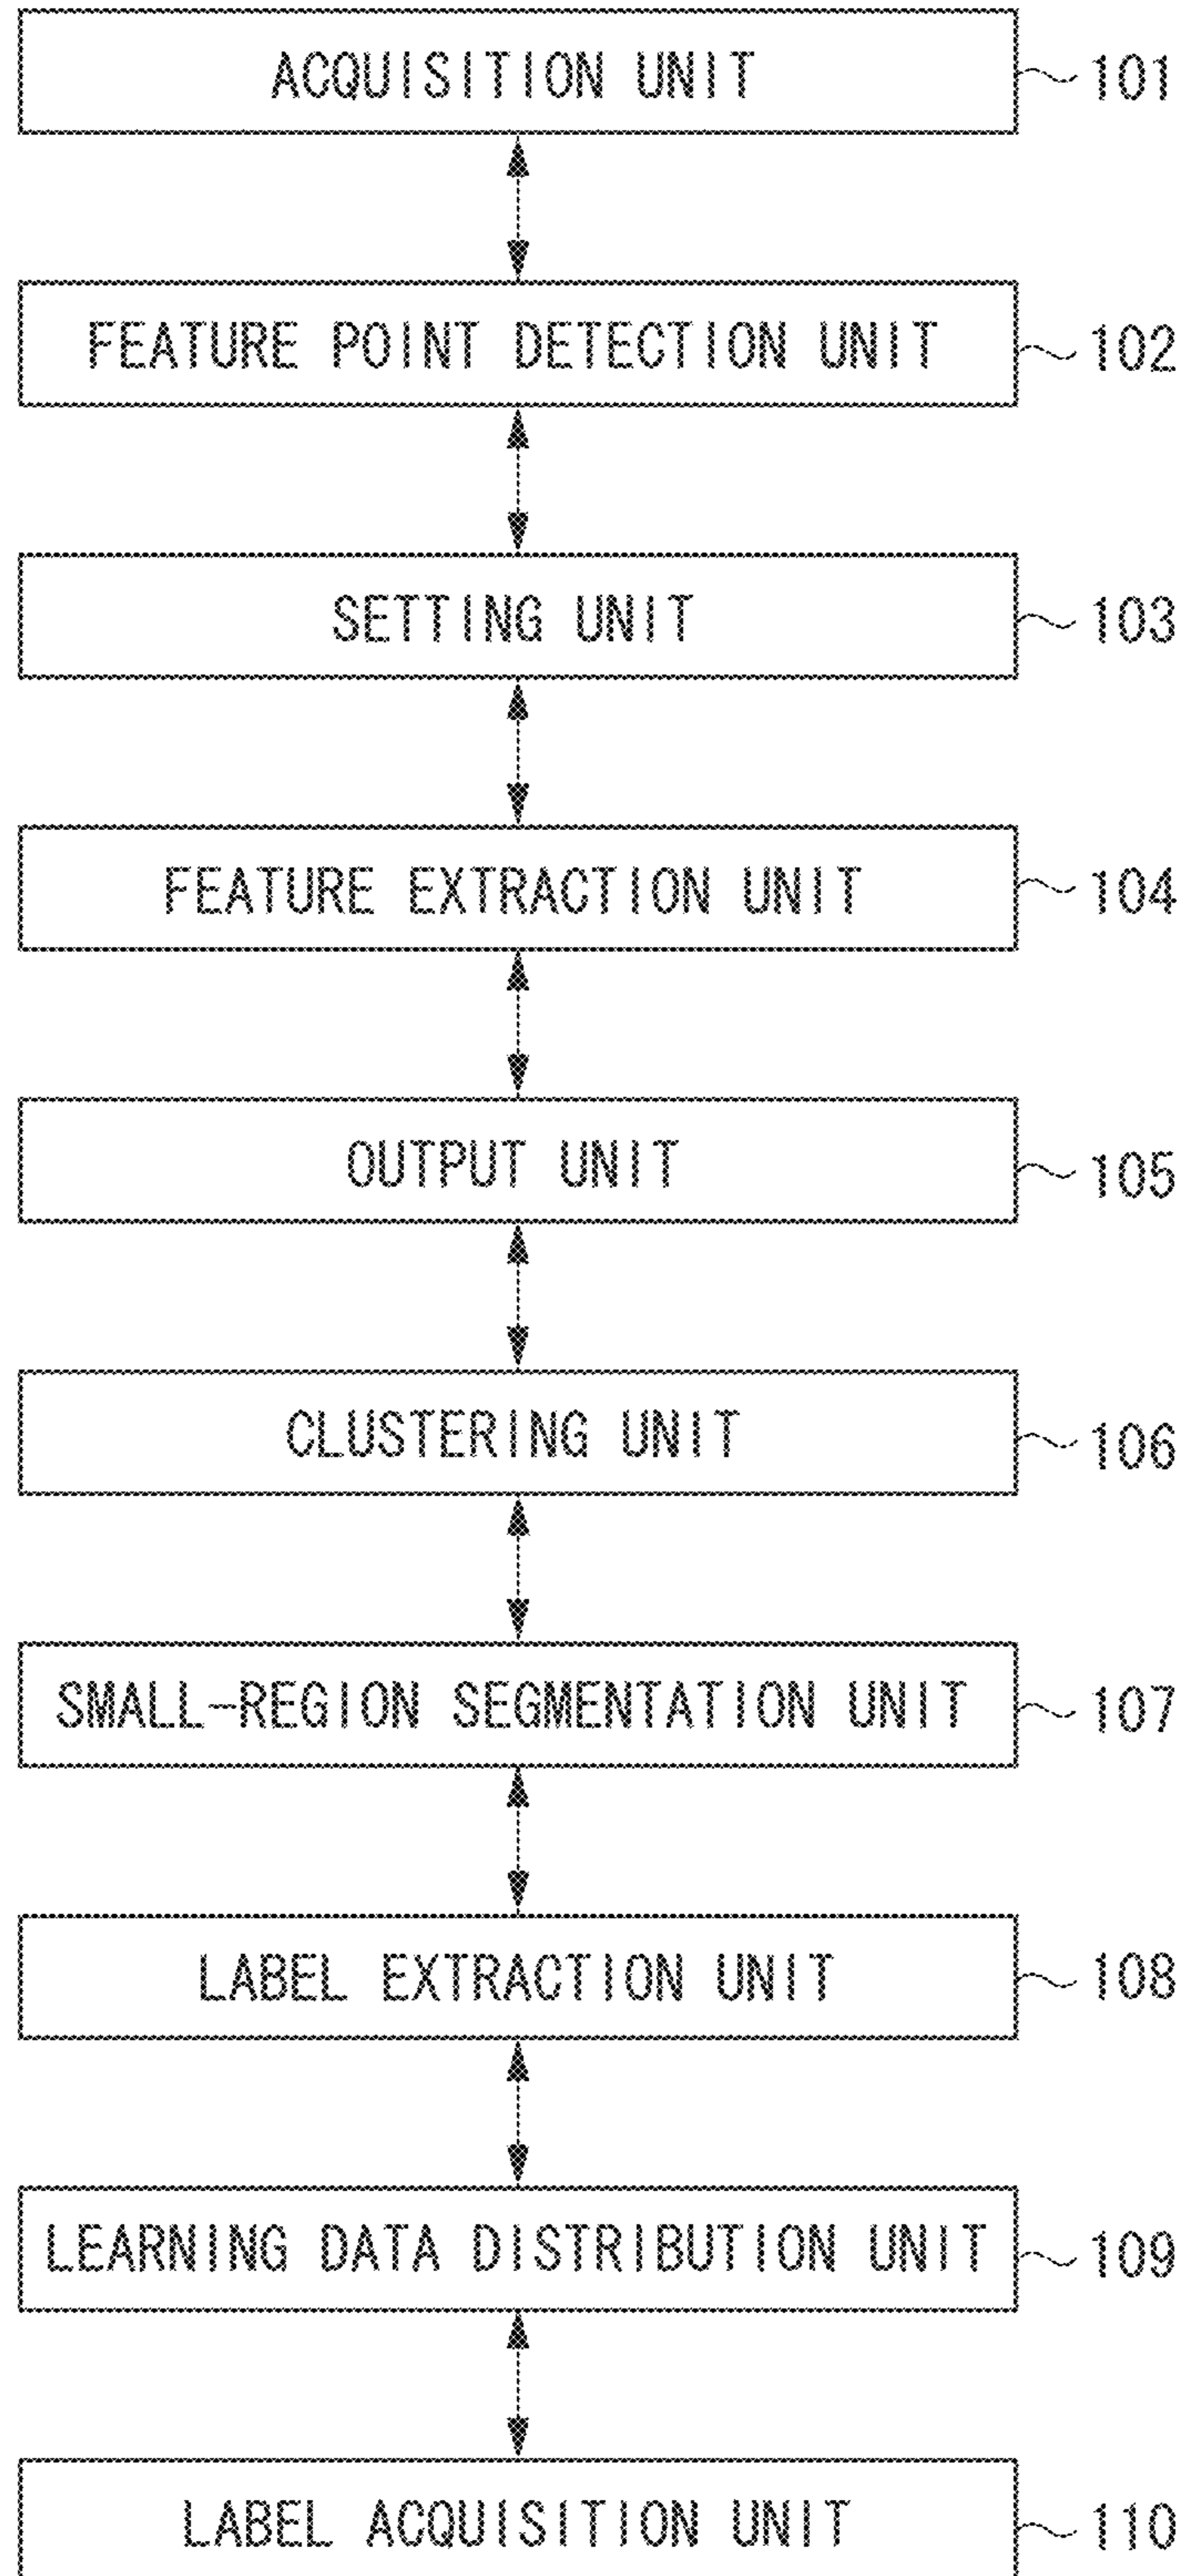 ACQUISITION UNIT 101
FEATURE POINT DETECTION UNIT 102
SETTING UNIT 103
FEATURE EXTRACTION UNIT 104
OUTPUT UNIT 105
CLUSTERING UNIT 106
SMALL-REGION SEGMENTATION UNIT 107
LABEL EXTRACTION UNIT 108
LEARNING DATA DISTRIBUTION UNIT 109
LABEL ACQUISITION UNIT 110